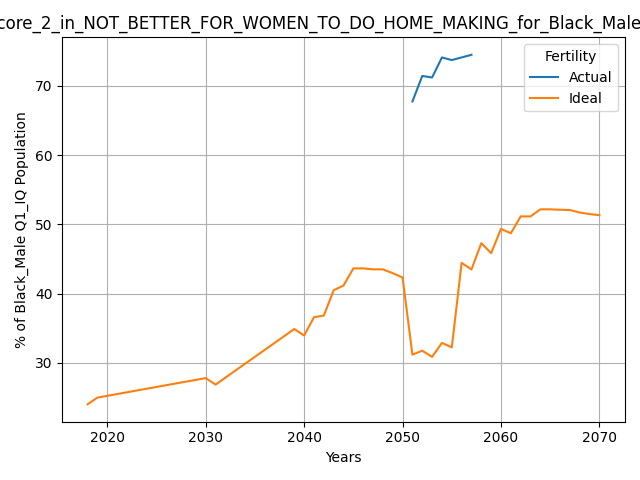 core_2_in_NOT_BETTER_FOR_WOMEN_TO_DO_HOME_MAKING_for_Black_Male
Fertility
Actual
Ideal
% of Black_Male Q1_IQ Population
70
60
50
40
30
2020 2030 2040 2050 2060 2070
Years